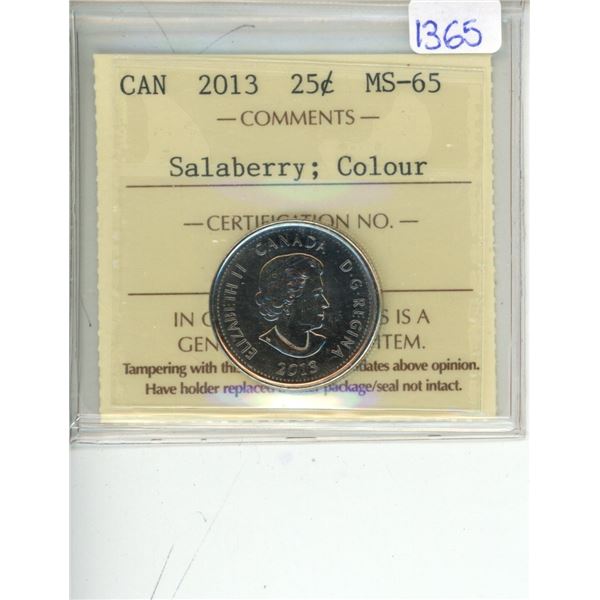 1365
CAN 2013 25¢ MS-65
— COMMENTS —
Salaberry; Colour
— CERTIFICATION NO. —
CANADA
ELIZABETH II
D·G·REGINA
2013
IN S IS A
GEN ITEM.
Tampering with this dates above opinion.
Have holder replaced package/seal not intact.